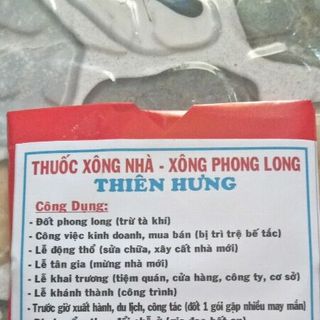 THUỐC XÔNG NHÀ - XÔNG PHONG LONG
THIÊN HƯNG
Công Dụng:
- Đốt phong long (trừ tà khí)
- Công việc kinh doanh, mua bán (bị trì trệ bế tắc)
- Lễ động thổ (sửa chữa, xây cất nhà mới)
- Lễ tân gia (mừng nhà mới)
- Lễ khai trương (tiệm quán, cửa hàng, công ty, cơ sở)
- Lễ khánh thành (công trình)
- Trước giờ xuất hành, du lịch, công tác (đốt 1 gói gặp nhiều may mắn)